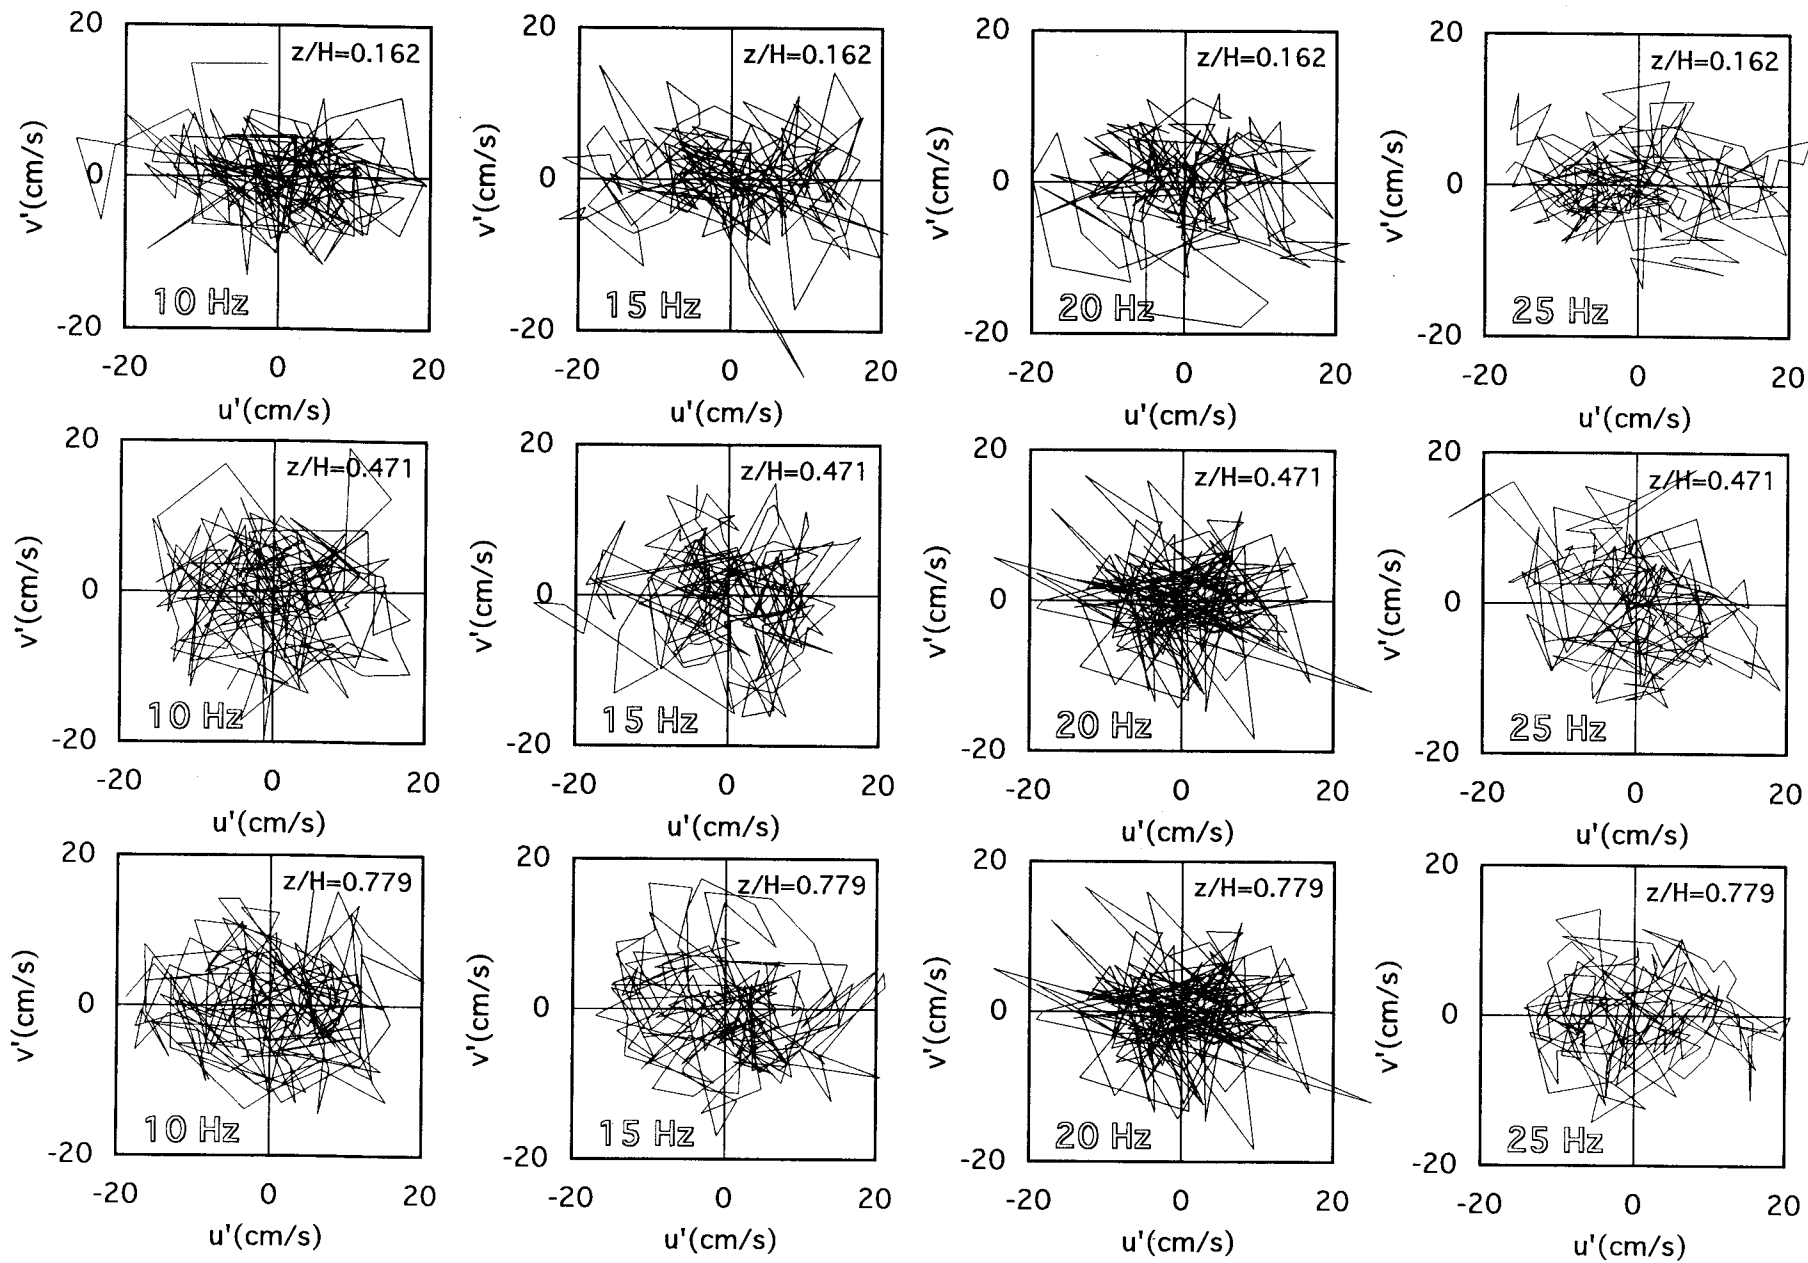 20 20 20 20
z/H=0.162 z/H=0.162 z/H=0.162 z/H=0.162
v'(cm/s) v'(cm/s) v'(cm/s) v'(cm/s)
0 0 0 0
10 Hz 15 Hz 20 Hz 25 Hz
-20 -20 -20 -20
-20 0 20 -20 0 20 -20 0 20 -20 0 20
u'(cm/s) u'(cm/s) u'(cm/s) u'(cm/s)
20 20 20 20
z/H=0.471 z/H=0.471 z/H=0.471 z/H=0.471
v'(cm/s) v'(cm/s) v'(cm/s) v'(cm/s)
0 0 0 0
10 Hz 15 Hz 20 Hz 25 Hz
-20 -20 -20 -20
-20 0 20 -20 0 20 -20 0 20 -20 0 20
u'(cm/s) u'(cm/s) u'(cm/s) u'(cm/s)
20 20 20 20
z/H=0.779 z/H=0.779 z/H=0.779 z/H=0.779
v'(cm/s) v'(cm/s) v'(cm/s) v'(cm/s)
0 0 0 0
10 Hz 15 Hz 20 Hz 25 Hz
-20 -20 -20 -20
-20 0 20 -20 0 20 -20 0 20 -20 0 20
u'(cm/s) u'(cm/s) u'(cm/s) u'(cm/s)